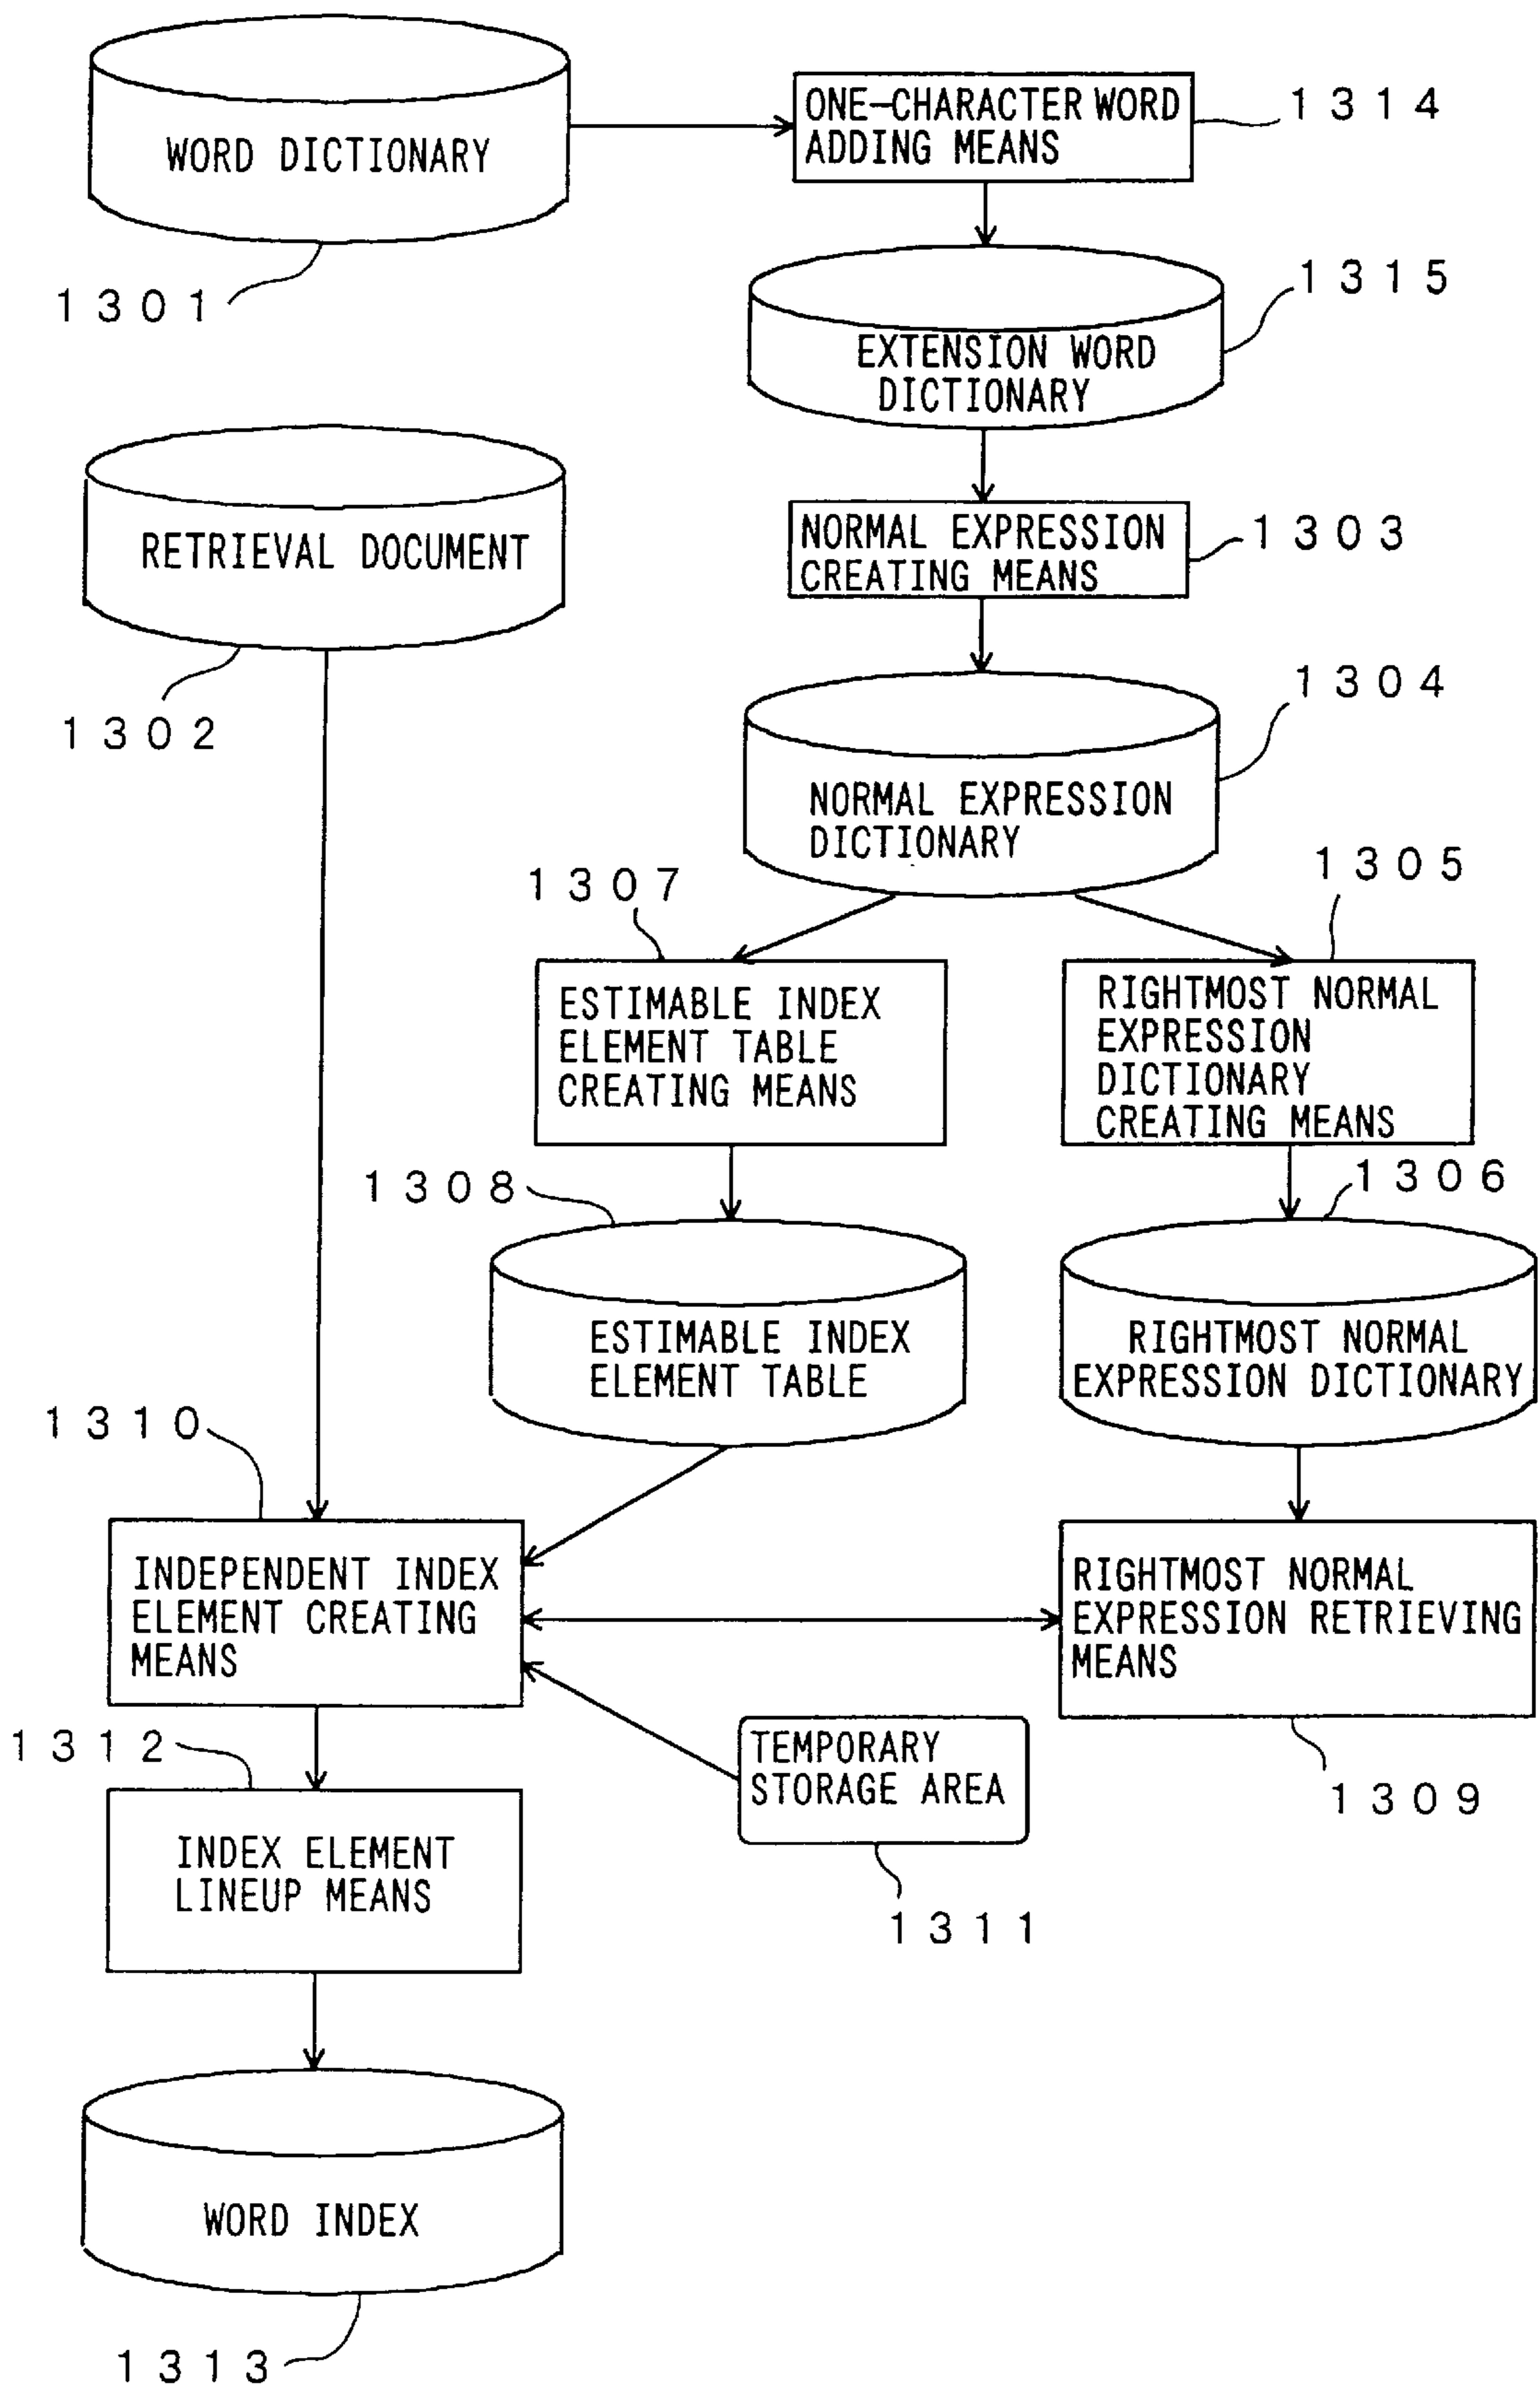 WORD DICTIONARY
1301
ONE-CHARACTER WORD
ADDING MEANS
1314
EXTENSION WORD
DICTIONARY
1315
RETRIEVAL DOCUMENT
1302
NORMAL EXPRESSION
CREATING MEANS
1303
NORMAL EXPRESSION
DICTIONARY
1304
1307
ESTIMABLE INDEX
ELEMENT TABLE
CREATING MEANS
1305
RIGHTMOST NORMAL
EXPRESSION
DICTIONARY
CREATING MEANS
1308
ESTIMABLE INDEX
ELEMENT TABLE
1306
RIGHTMOST NORMAL
EXPRESSION DICTIONARY
1310
INDEPENDENT INDEX
ELEMENT CREATING
MEANS
RIGHTMOST NORMAL
EXPRESSION RETRIEVING
MEANS
1309
TEMPORARY
STORAGE AREA
1311
1312
INDEX ELEMENT
LINEUP MEANS
WORD INDEX
1313